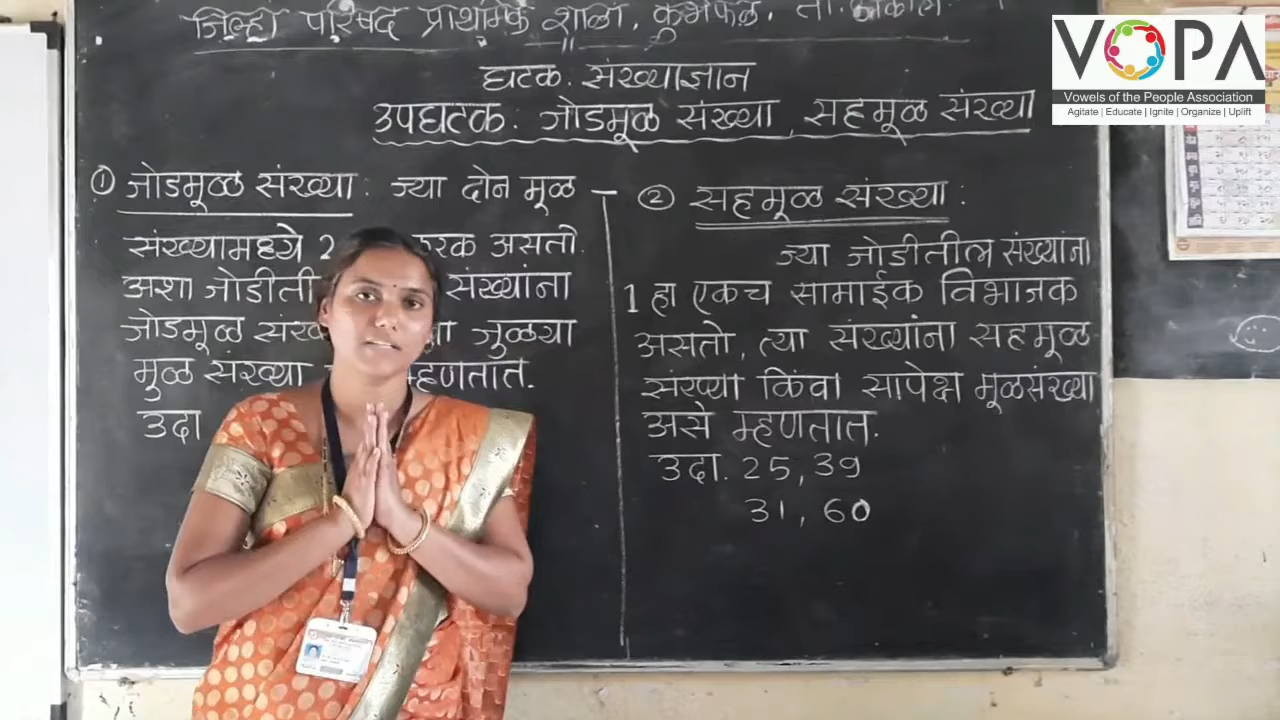 जिल्हा परिषद प्राथमिक शाळा, कुंभफळ, ता.
घटक. संख्याज्ञान
उपघटक. जोडमूळ संख्या, सहमूळ संख्या
① जोडमूळ संख्या : ज्या दोन मूळ
संख्यामध्ये 2 असतो.
अशा संख्यांना
जोडमूळ जुळया
मुळ संख्या म्हणतात.
उदा
② सहमूळ संख्या :
ज्या जोडीतील संख्यांना
1 हा एकच सामाईक विभाजक
असतो, त्या संख्यांना सहमूळ
संख्या किंवा सापेक्ष मूळसंख्या
असे म्हणतात.
उदा. 25, 39
31, 60
VOPA
Vowels of the People Association
Agitate | Educate | Ignite | Organize | Uplift